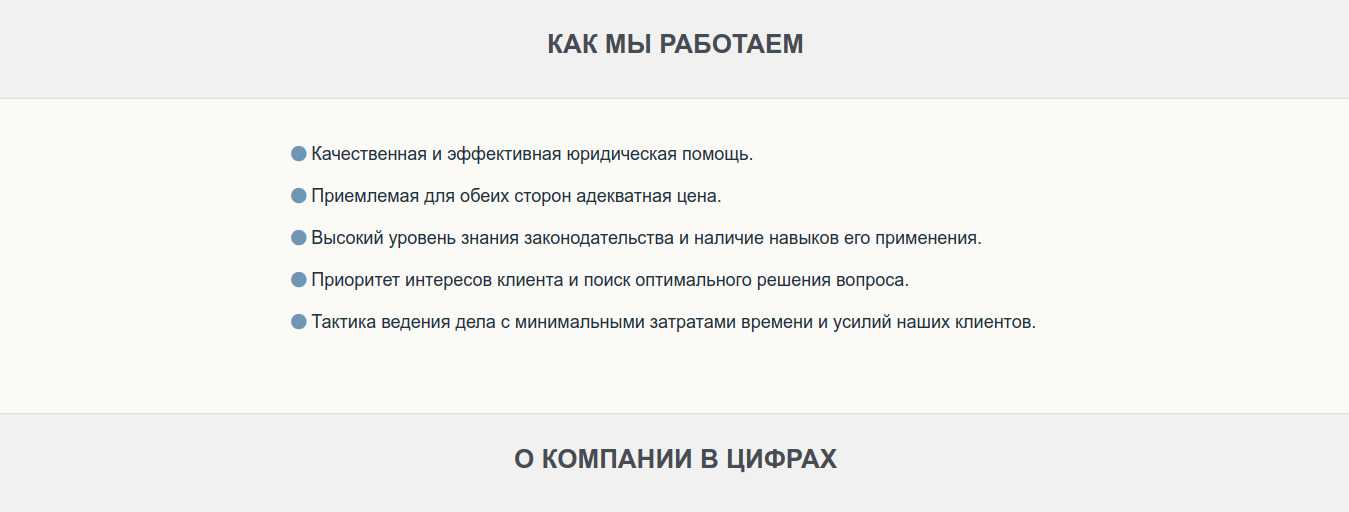 КАК МЫ РАБОТАЕМ
Качественная и эффективная юридическая помощь.
Приемлемая для обеих сторон адекватная цена.
Высокий уровень знания законодательства и наличие навыков его применения.
Приоритет интересов клиента и поиск оптимального решения вопроса.
Тактика ведения дела с минимальными затратами времени и усилий наших клиентов.
О КОМПАНИИ В ЦИФРАХ